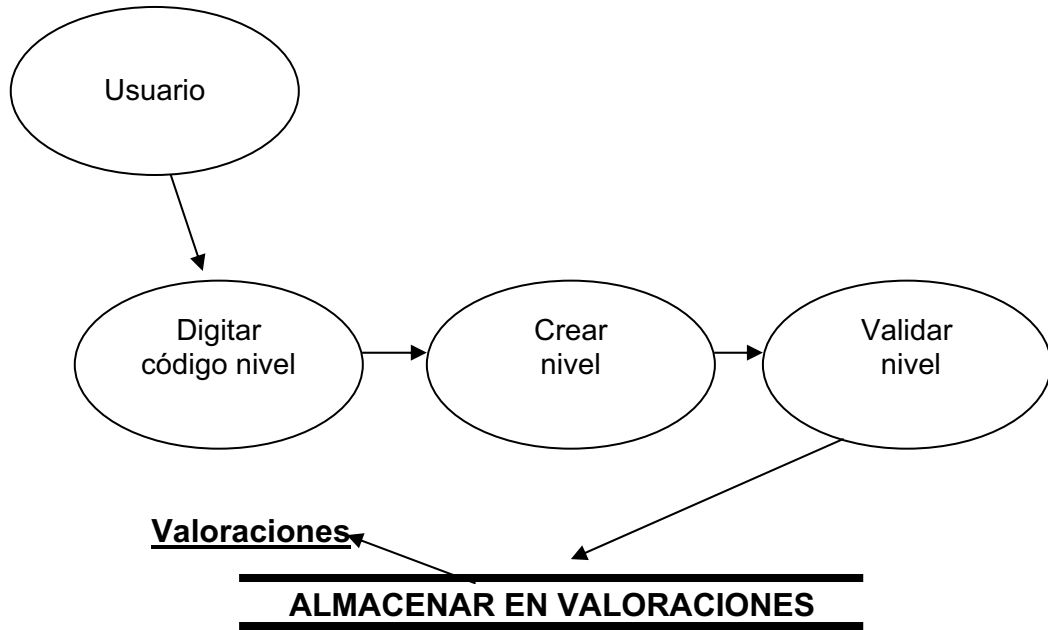 Usuario
Digitar
código nivel
Crear
nivel
Validar
nivel
Valoraciones
ALMACENAR EN VALORACIONES